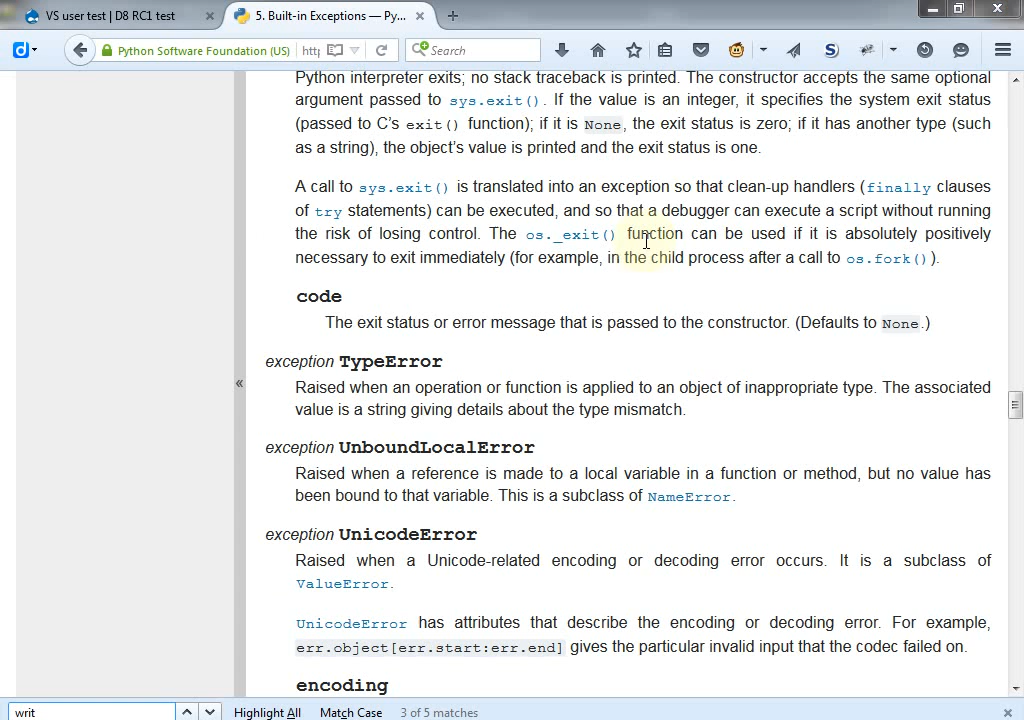 VS user test | D8 RC1 test
5. Built-in Exceptions — Py...
Python Software Foundation (US)
Search
Python interpreter exits; no stack traceback is printed. The constructor accepts the same optional
argument passed to sys.exit(). If the value is an integer, it specifies the system exit status
(passed to C's exit() function); if it is None, the exit status is zero; if it has another type (such
as a string), the object's value is printed and the exit status is one.
A call to sys.exit() is translated into an exception so that clean-up handlers (finally clauses
of try statements) can be executed, and so that a debugger can execute a script without running
the risk of losing control. The os._exit() function can be used if it is absolutely positively
necessary to exit immediately (for example, in the child process after a call to os.fork()).
code
The exit status or error message that is passed to the constructor. (Defaults to None.)
exception TypeError
Raised when an operation or function is applied to an object of inappropriate type. The associated
value is a string giving details about the type mismatch.
exception UnboundLocalError
Raised when a reference is made to a local variable in a function or method, but no value has
been bound to that variable. This is a subclass of NameError.
exception UnicodeError
Raised when a Unicode-related encoding or decoding error occurs. It is a subclass of
ValueError.
UnicodeError has attributes that describe the encoding or decoding error. For example,
err.object[err.start:err.end] gives the particular invalid input that the codec failed on.
encoding
writ
Highlight All
Match Case
3 of 5 matches